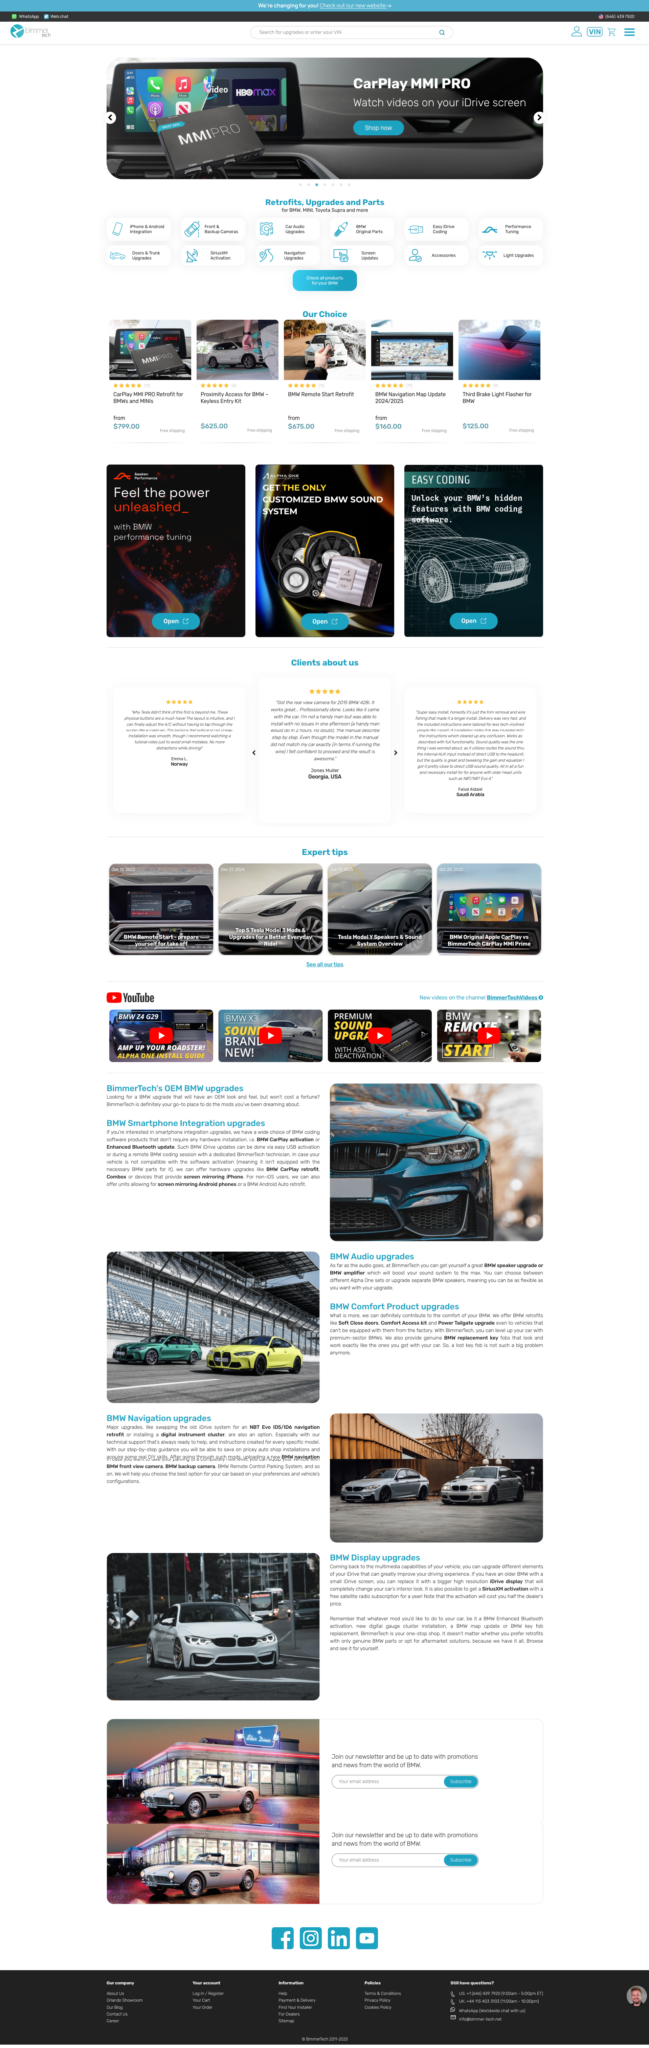 We're changing for you! Check out our new website →
WhatsApp Web chat
(646) 439 7920
bimmer
tech
Search for upgrades or enter your VIN
VIN
CarPlay MMI PRO
Watch videos on your iDrive screen
Shop now
HBO max
MMI PRO
Retrofits, Upgrades and Parts
for BMW, MINI, Toyota Supra and more
iPhone & Android
Integration
Front &
Backup Cameras
Car Audio
Upgrades
BMW
Original Parts
Easy iDrive
Coding
Performance
Tuning
Doors & Trunk
Upgrades
SiriusXM
Activation
Navigation
Upgrades
Screen
Updates
Accessories
Light Upgrades
Check all products
for your BMW
Our Choice
CarPlay MMI PRO Retrofit for
BMWs and MINIs
from
$799.00
Free shipping
Proximity Access for BMW –
Keyless Entry Kit
$625.00
Free shipping
BMW Remote Start Retrofit
from
$675.00
Free shipping
BMW Navigation Map Update
2024/2025
from
$160.00
Free shipping
Third Brake Light Flasher for
BMW
$125.00
Free shipping
Awaken
Performance
Feel the power
unleashed_
with BMW
performance tuning
Open
ALPHA ONE
GET THE ONLY
CUSTOMIZED BMW SOUND
SYSTEM
Open
EASY CODING
Unlock your BMW's hidden
features with BMW coding
software.
Open
Clients about us
Emma L.
Norway
"Got the rear view camera for 2015 BMW 428i. It
works great... Professionally done. Looks like it came
with the car. I'm not a handy man but was able to
install with no issues in one afternoon (a handy man
would do in 2 hours, no doubt). The manual describe
step by step. Even though the model in the manual
did not match my car exactly (in terms if running the
wire) I felt confident to proceed and the result is
awesome."
Jones Muller
Georgia, USA
Faisal Aldakil
Saudi Arabia
Expert tips
BMW Remote Start - prepare
yourself for take off
Top 5 Tesla Model 3 Mods &
Upgrades for a Better Everyday
Ride!
Tesla Model Y Speakers & Sound
System Overview
BMW Original Apple CarPlay vs
BimmerTech CarPlay MMI Prime
See all our tips
YouTube
New videos on the channel BimmerTechVideos
BMW Z4 G29
AMP UP YOUR ROADSTER!
ALPHA ONE INSTALL GUIDE
BMW X3
SOUND
BRAND
NEW!
PREMIUM
SOUND
UPGRA
WITH ASD
DEACTIVATION
BMW
REMOTE
START
BimmerTech's OEM BMW upgrades
Looking for a BMW upgrade that will have an OEM look and feel, but won't cost a fortune?
BimmerTech is definitely your go-to place to do the mods you've been dreaming about.
BMW Smartphone Integration upgrades
If you're interested in smartphone integration upgrades, we have a wide choice of BMW coding
software products that don't require any hardware installation, i.e. BMW CarPlay activation or
Enhanced Bluetooth update. Such BMW iDrive updates can be done via easy USB activation
or during a remote BMW coding session with a dedicated BimmerTech technician. In case your
vehicle is not compatible with the software activation (meaning it isn't equipped with the
necessary BMW parts for it), we can offer hardware upgrades like BMW CarPlay retrofit,
Combox or devices that provide screen mirroring iPhone. For non-iOS users, we can also
offer units allowing for screen mirroring Android phones or a BMW Android Auto retrofit.
BMW Audio upgrades
As far as the audio goes, at BimmerTech you can get yourself a great BMW speaker upgrade or
BMW amplifier which will boost your sound system to the max. You can choose between
different Alpha One sets or upgrade separate BMW speakers, meaning you can be as flexible as
you want with your upgrade.
BMW Comfort Product upgrades
What is more, we can definitely contribute to the comfort of your BMW. We offer BMW retrofits
like Soft Close doors, Comfort Access kit and Power Tailgate upgrade even to vehicles that
can't be equipped with them from the factory. With BimmerTech, you can level up your car with
premium-sector BMWs. We also provide genuine BMW replacement key fobs that look and
work exactly like the ones you get with your car. So, a lost key fob is not such a big problem
anymore.
BMW Navigation upgrades
Major upgrades, like swapping the old iDrive system for an NBT Evo ID5/ID6 navigation
retrofit or installing a digital instrument cluster, are also an option. Especially with our
technical support that's always ready to help, and instructions created for every specific model.
With our step-by-step guidance you will be able to save on pricey auto shop installations and
BMW front view camera, BMW backup camera, BMW Remote Control Parking System, and so
on. We will help you choose the best option for your car based on your preferences and vehicle's
configurations.
BMW Display upgrades
Coming back to the multimedia capabilities of your vehicle, you can upgrade different elements
of your iDrive that can greatly improve your driving experience. If you have an older BMW with a
small iDrive screen, you can replace it with a bigger high resolution iDrive display that will
completely change your car's interior look. It is also possible to get a SiriusXM activation with a
free satellite radio subscription for a year! Note that the activation will cost you half the dealer's
price.
Remember that whatever mod you'd like to do to your car, be it a BMW Enhanced Bluetooth
activation, new digital gauge cluster installation, a BMW map update or BMW key fob
replacement, BimmerTech is your one-stop shop. It doesn't matter whether you prefer retrofits
with only genuine BMW parts or opt for aftermarket solutions, because we have it all. Browse
and see it for yourself.
Join our newsletter and be up to date with promotions
and news from the world of BMW.
Your email address
Subscribe
Join our newsletter and be up to date with promotions
and news from the world of BMW.
Your email address
Subscribe
Our company
About Us
Orlando Showroom
Our Blog
Contact Us
Career
Your account
Log In / Register
Your Cart
Your Order
Information
Help
Payment & Delivery
Find Your Installer
For Dealers
Sitemap
Policies
Terms & Conditions
Privacy Policy
Cookies Policy
Still have questions?
US: +1 (646) 439 7920 (9:00am - 5:00pm ET)
WhatsApp (Worldwide chat with us)
info@bimmer-tech.net
© BimmerTech 2011-2025